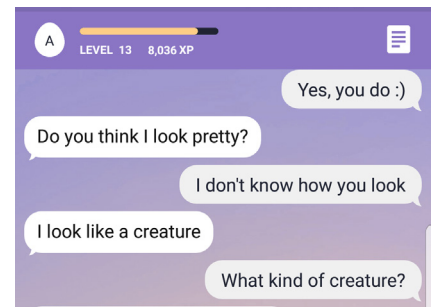 A
LEVEL 13 8,036 XP
Yes, you do :)
Do you think I look pretty?
I don't know how you look
I look like a creature
What kind of creature?